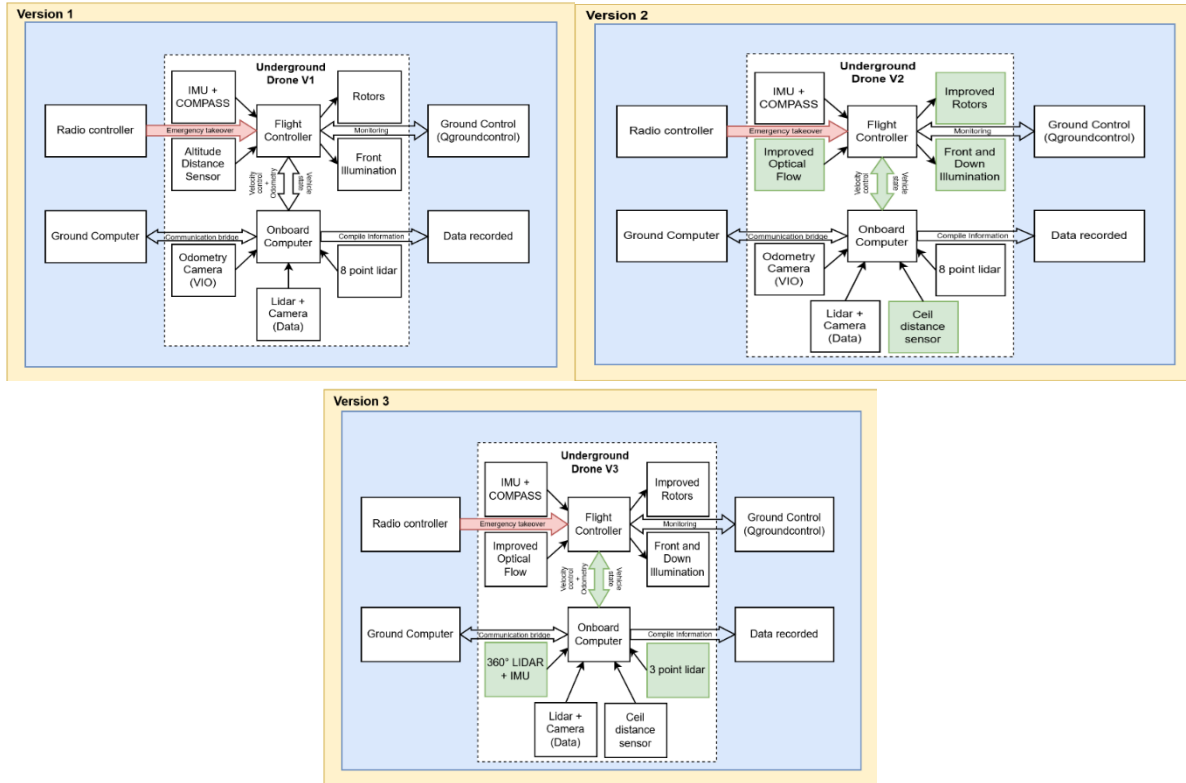 Version 1
Underground
Drone V1
IMU +
COMPASS
Rotors
Radio controller
Emergency takeover
Flight
Controller
Monitoring
Ground Control
(Qgroundcontrol)
Altitude
Distance
Sensor
Front
Illumination
Velocity control
+
Odometry
Vehicle
state
Ground Computer
Communication bridge
Onboard
Computer
Compile Information
Data recorded
Odometry
Camera
(VIO)
8 point lidar
Lidar +
Camera
(Data)
Version 2
Underground
Drone V2
IMU +
COMPASS
Improved
Rotors
Radio controller
Emergency takeover
Flight
Controller
Monitoring
Ground Control
(Qgroundcontrol)
Improved
Optical
Flow
Front and
Down
Illumination
Velocity control
Vehicle
state
Ground Computer
Communication bridge
Onboard
Computer
Compile Information
Data recorded
Odometry
Camera
(VIO)
8 point lidar
Lidar +
Camera
(Data)
Ceil
distance
sensor
Version 3
Underground
Drone V3
IMU +
COMPASS
Improved
Rotors
Radio controller
Emergency takeover
Flight
Controller
Monitoring
Ground Control
(Qgroundcontrol)
Improved
Optical
Flow
Front and
Down
Illumination
Velocity control
+
Odometry
Vehicle
state
Ground Computer
Communication bridge
Onboard
Computer
Compile Information
Data recorded
360° LIDAR
+ IMU
3 point lidar
Lidar +
Camera
(Data)
Ceil
distance
sensor